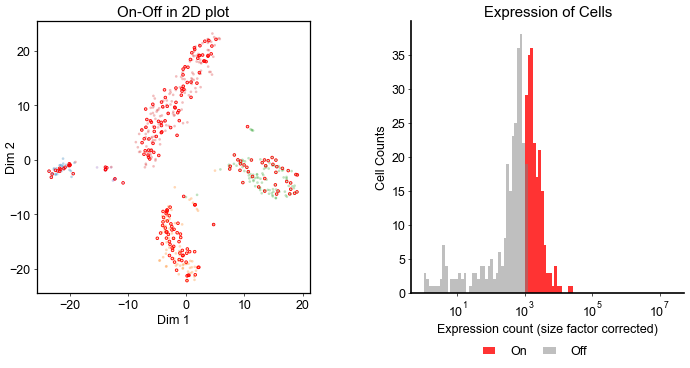 On-Off in 2D plot
20
10
0
−10
−20
Dim 2
−20 −10 0 10 20
Dim 1
Expression of Cells
35
30
25
20
15
10
5
0
Cell Counts
10^1 10^3 10^5 10^7
Expression count (size factor corrected)
On Off